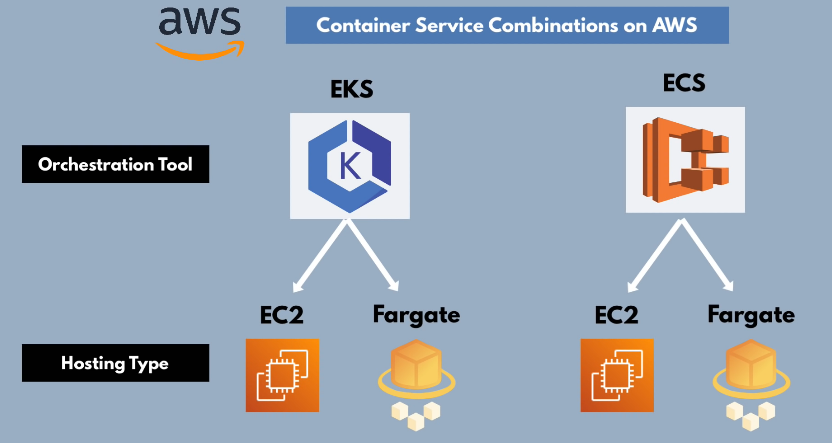 aws
Container Service Combinations on AWS
EKS
ECS
Orchestration Tool
K
EC2
Fargate
EC2
Fargate
Hosting Type